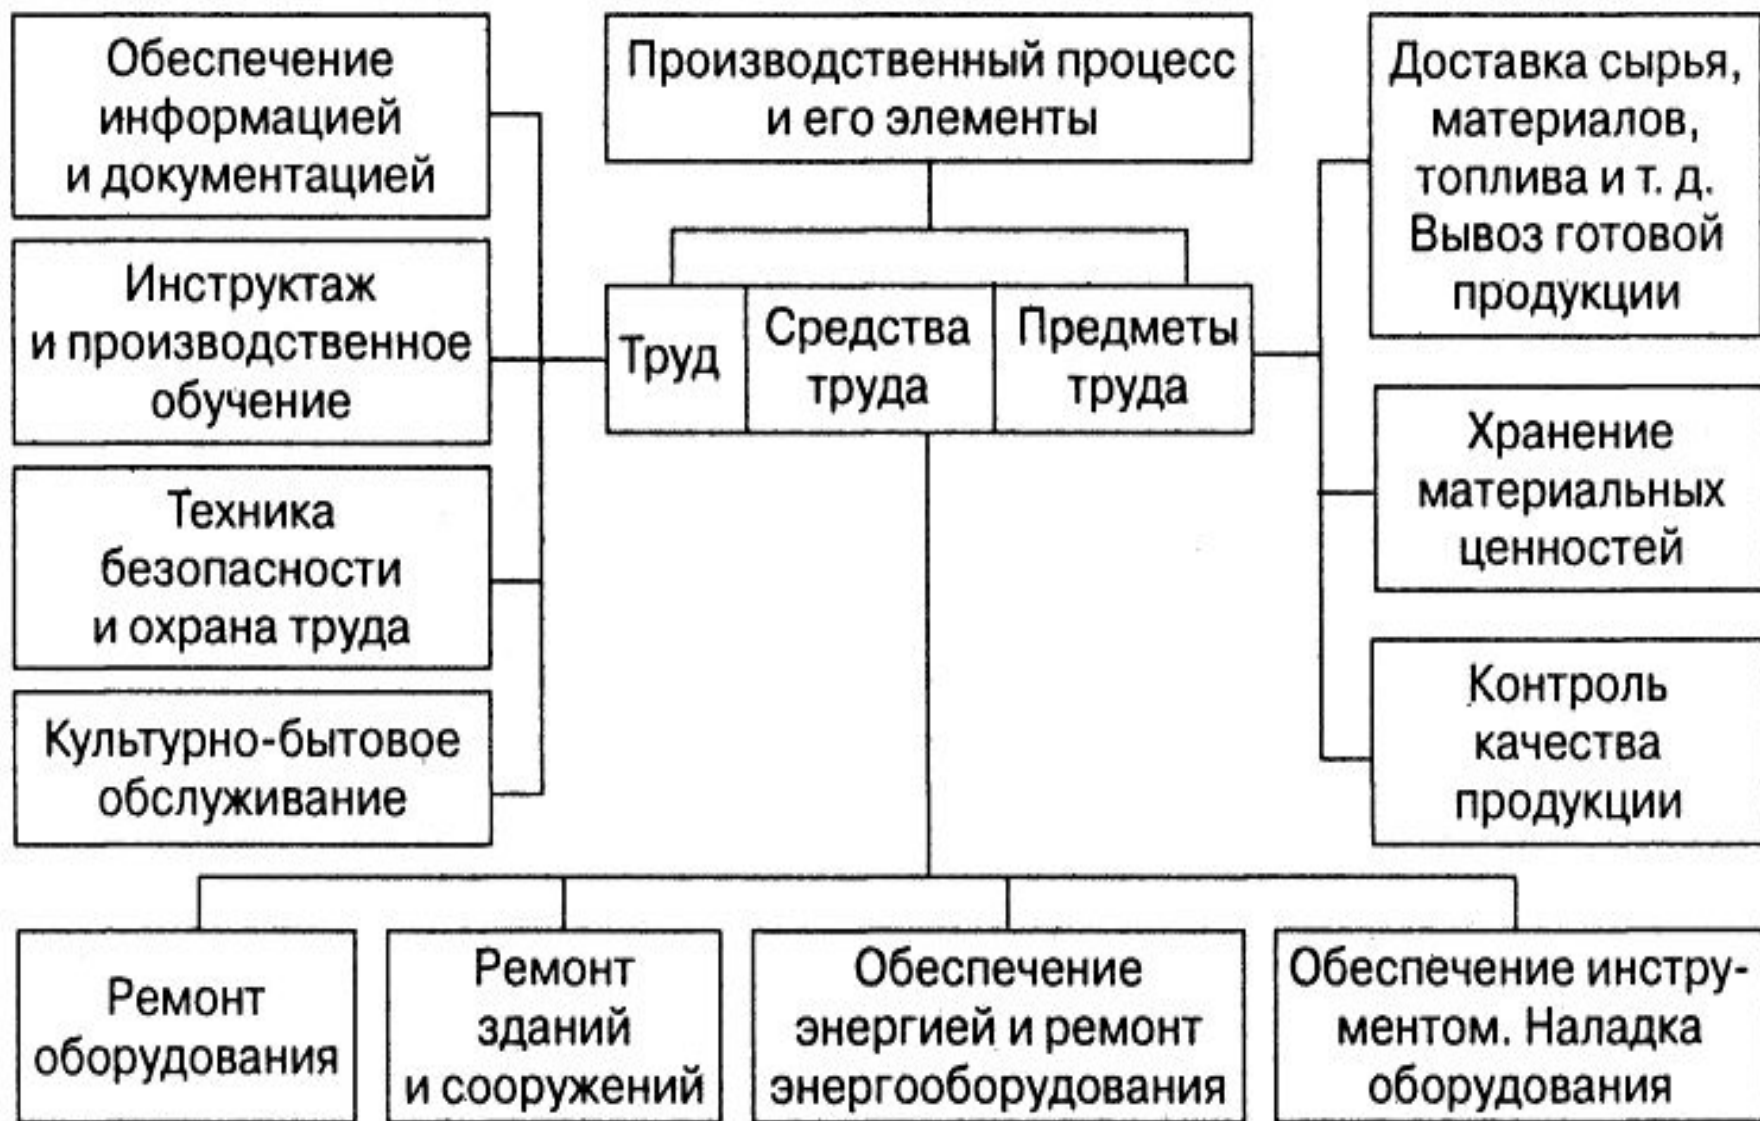 Обеспечение
информацией
и документацией
Инструктаж
и производственное
обучение
Техника
безопасности
и охрана труда
Культурно-бытовое
обслуживание
Производственный процесс
и его элементы
Труд
Средства
труда
Предметы
труда
Доставка сырья,
материалов,
топлива и т. д.
Вывоз готовой
продукции
Хранение
материальных
ценностей
Контроль
качества
продукции
Ремонт
оборудования
Ремонт
зданий
и сооружений
Обеспечение
энергией и ремонт
энергооборудования
Обеспечение инстру-
ментом. Наладка
оборудования